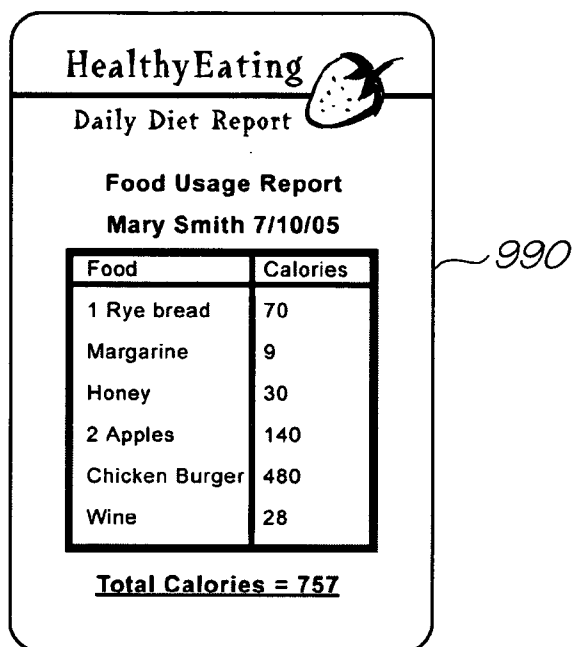 HealthyEating
Daily Diet Report
Food Usage Report
Mary Smith 7/10/05
Food Calories
1 Rye bread 70
Margarine 9
Honey 30
2 Apples 140
Chicken Burger 480
Wine 28
Total Calories = 757
990